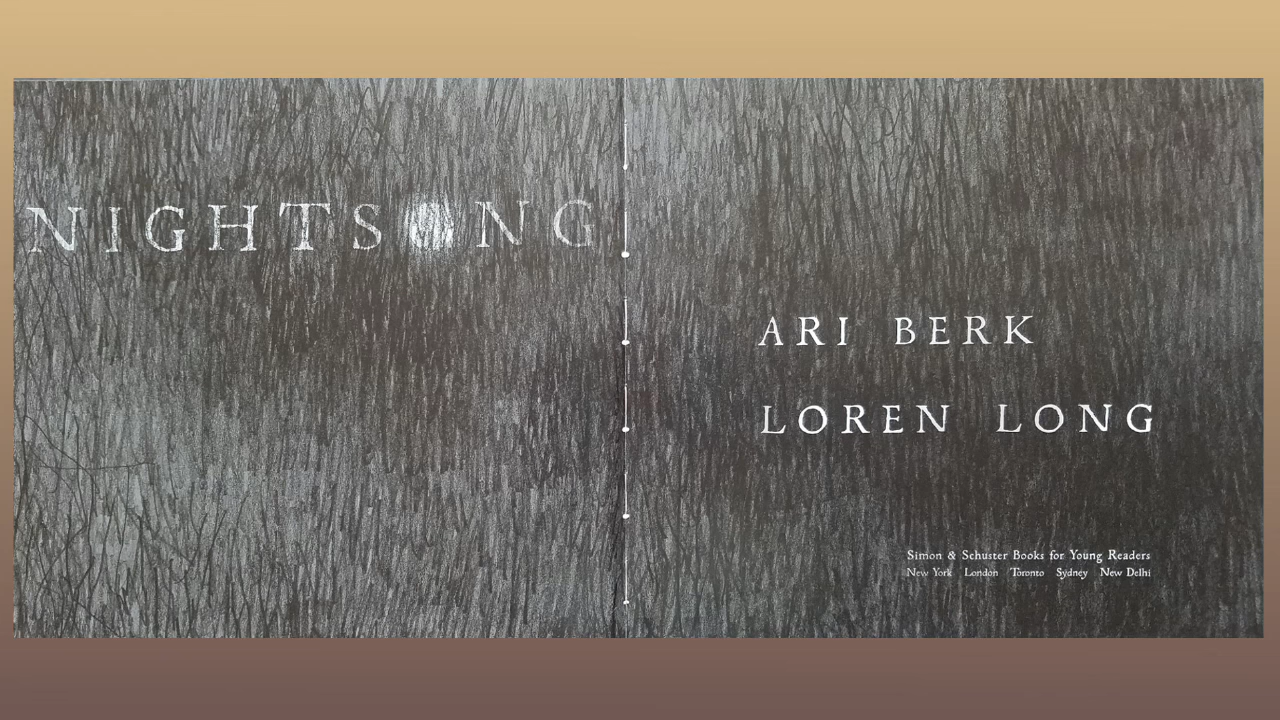 NIGHTSONG
ARI BERK
LOREN LONG
Simon & Schuster Books for Young Readers
New York London Toronto Sydney New Delhi